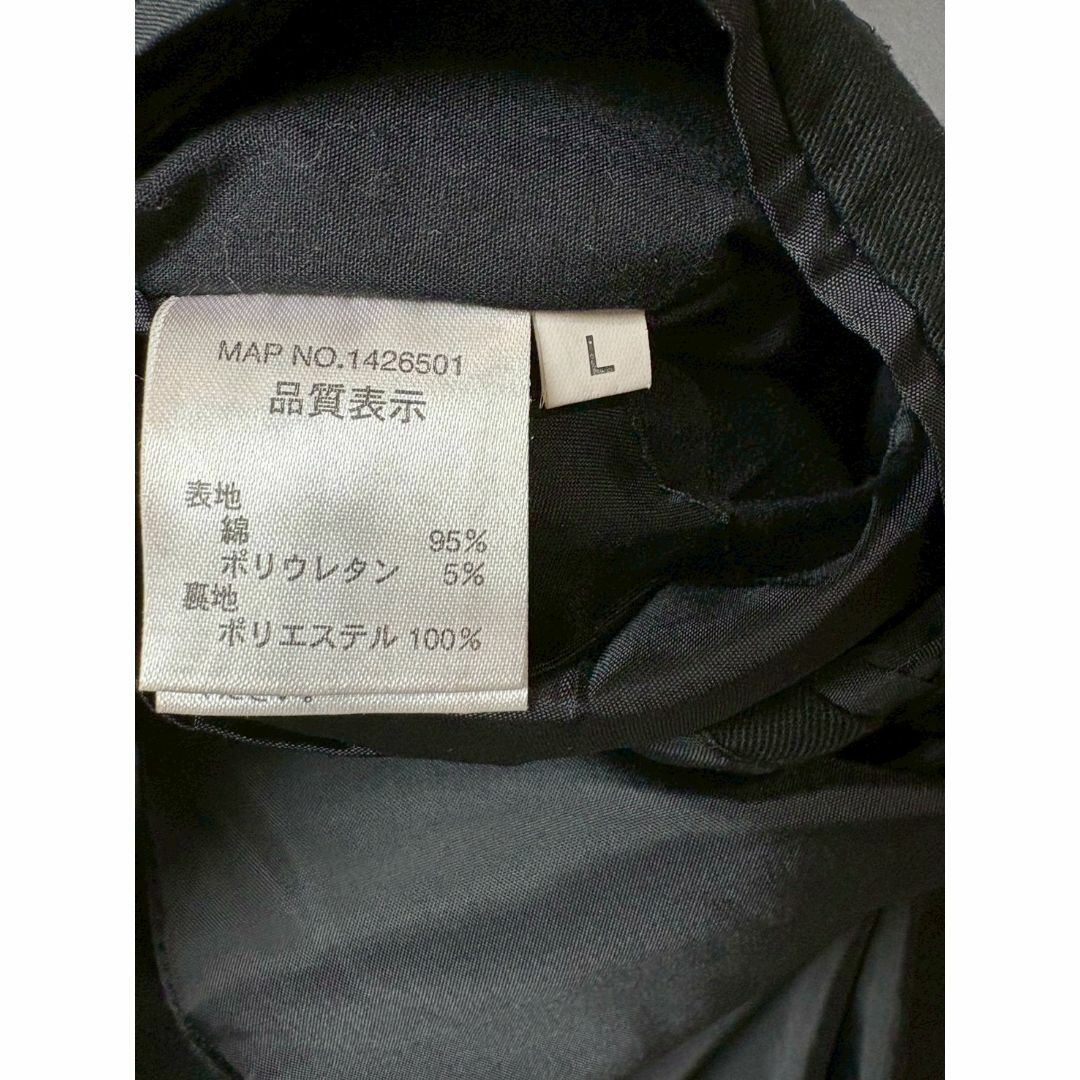 MAP NO.1426501
品質表示
L
表地
綿 95%
ポリウレタン 5%
裏地
ポリエステル 100%